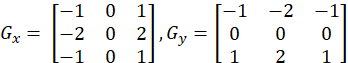 G_x = [ −1 0 1 ; −2 0 2 ; −1 0 1 ], G_y = [ −1 −2 −1 ; 0 0 0 ; 1 2 1 ]